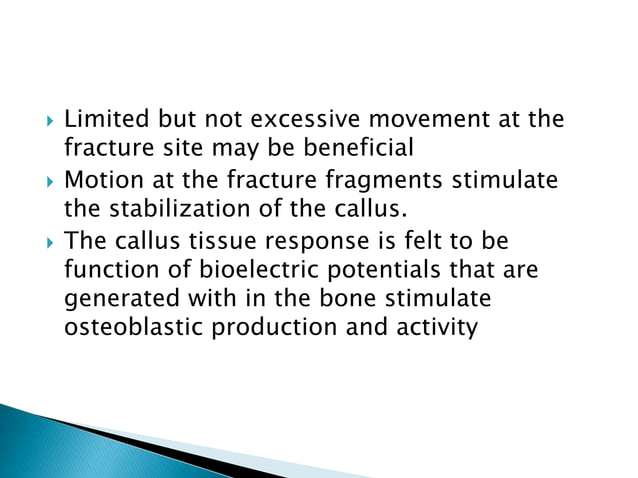 Limited but not excessive movement at the
fracture site may be beneficial
Motion at the fracture fragments stimulate
the stabilization of the callus.
The callus tissue response is felt to be
function of bioelectric potentials that are
generated with in the bone stimulate
osteoblastic production and activity